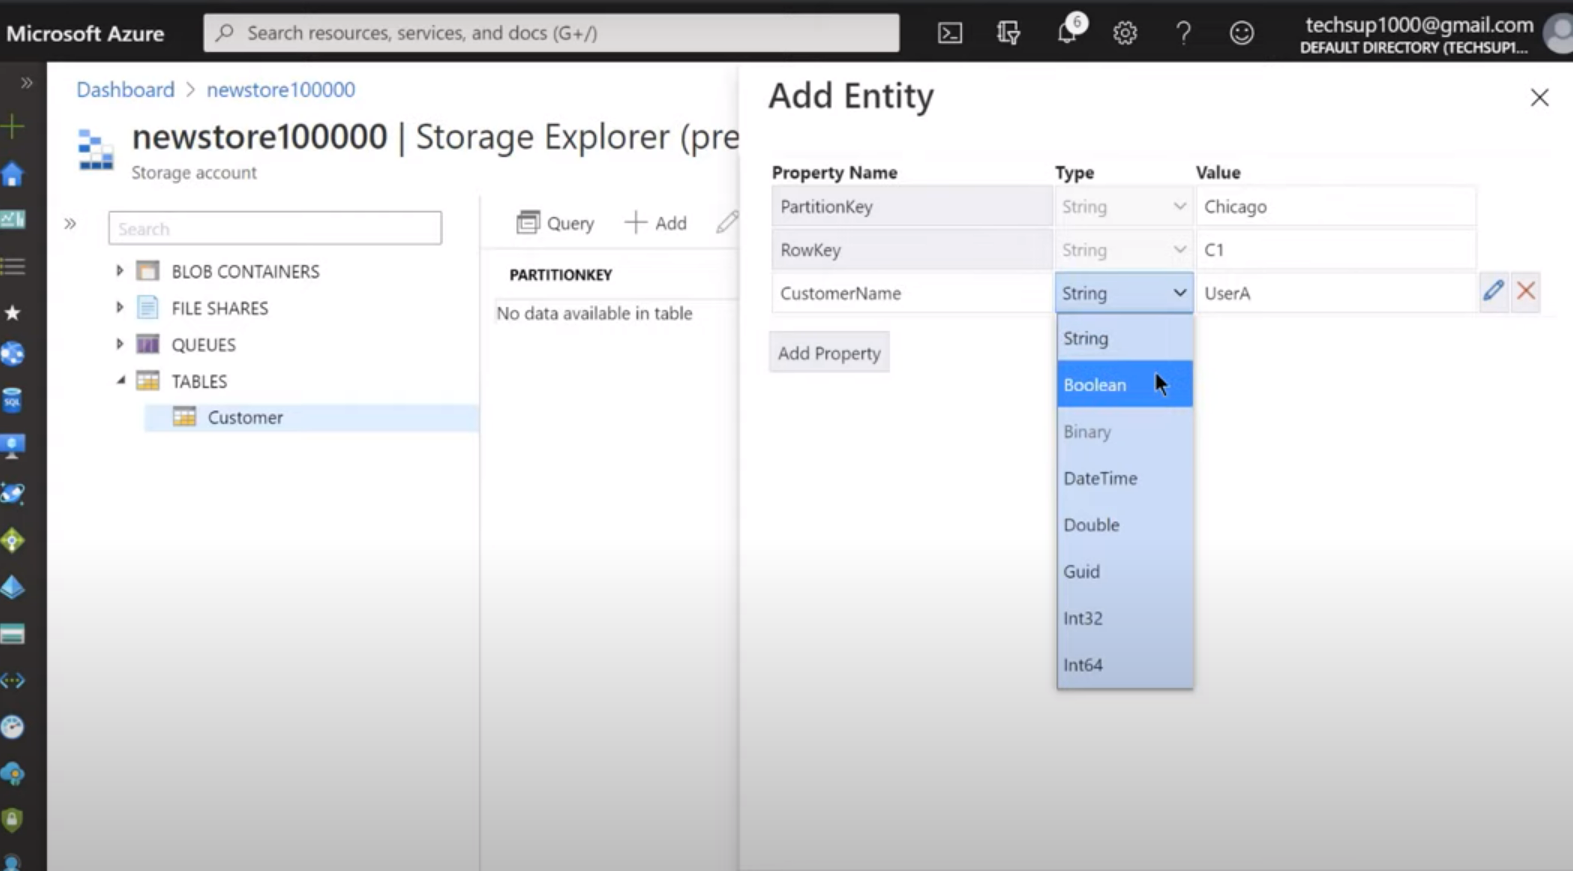 Microsoft Azure
Search resources, services, and docs (G+/)
6
techsup1000@gmail.com
DEFAULT DIRECTORY (TECHSUP1...
Dashboard > newstore100000
newstore100000 | Storage Explorer (pre
Storage account
Search
BLOB CONTAINERS
FILE SHARES
QUEUES
TABLES
Customer
Query
Add
PARTITIONKEY
No data available in table
Add Entity
Property Name Type Value
PartitionKey String Chicago
RowKey String C1
CustomerName String UserA
Add Property
String
Boolean
Binary
DateTime
Double
Guid
Int32
Int64
SQL